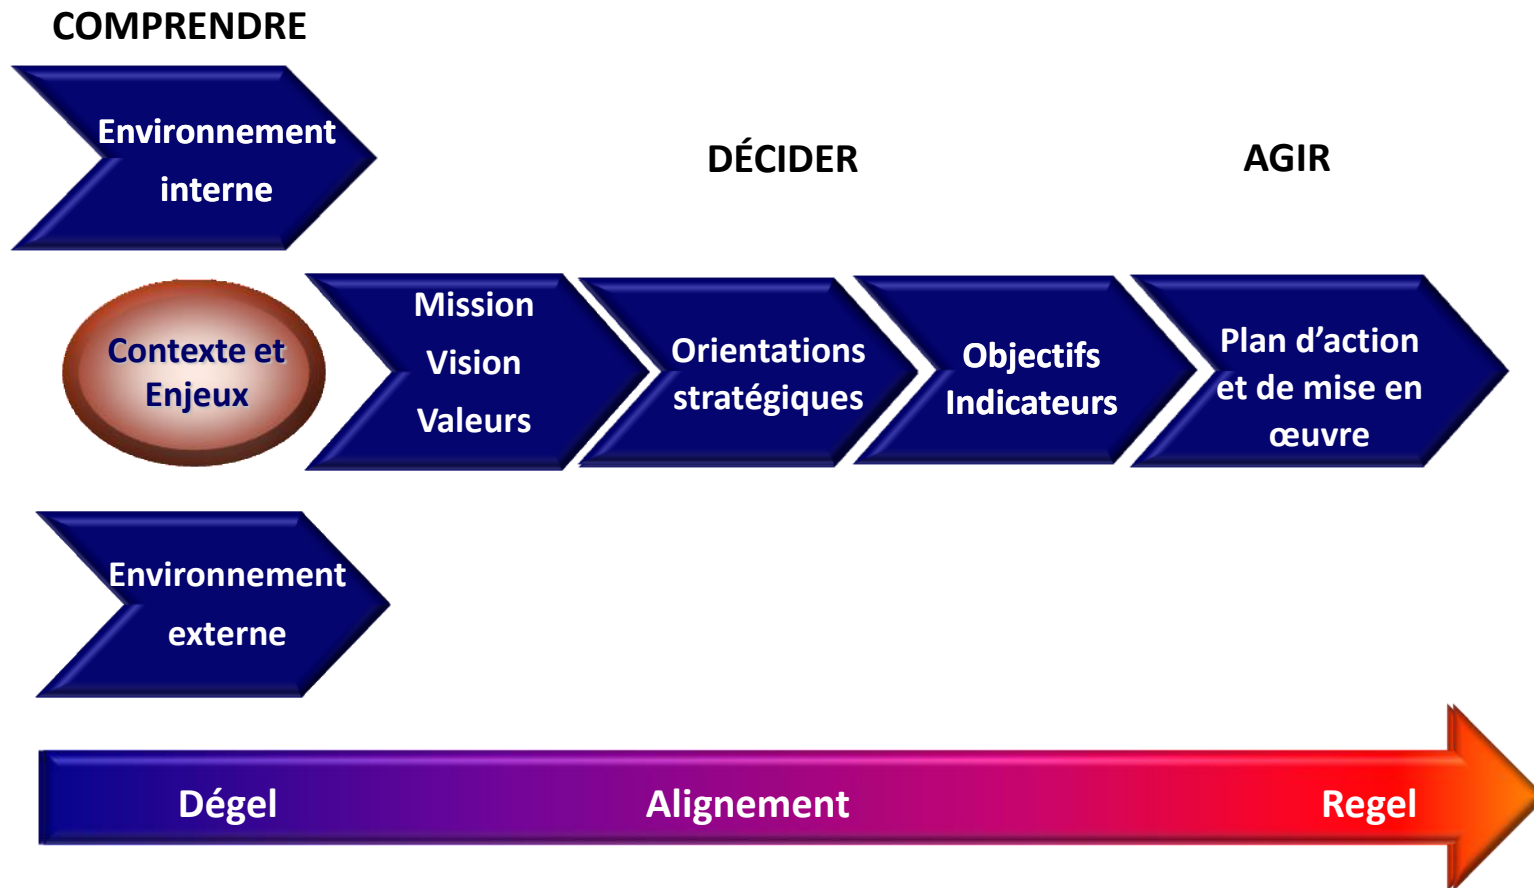 COMPRENDRE
Environnement
interne
DÉCIDER
AGIR
Contexte et
Enjeux
Mission
Vision
Valeurs
Orientations
stratégiques
Objectifs
Indicateurs
Plan d’action
et de mise en
œuvre
Environnement
externe
Dégel
Alignement
Regel